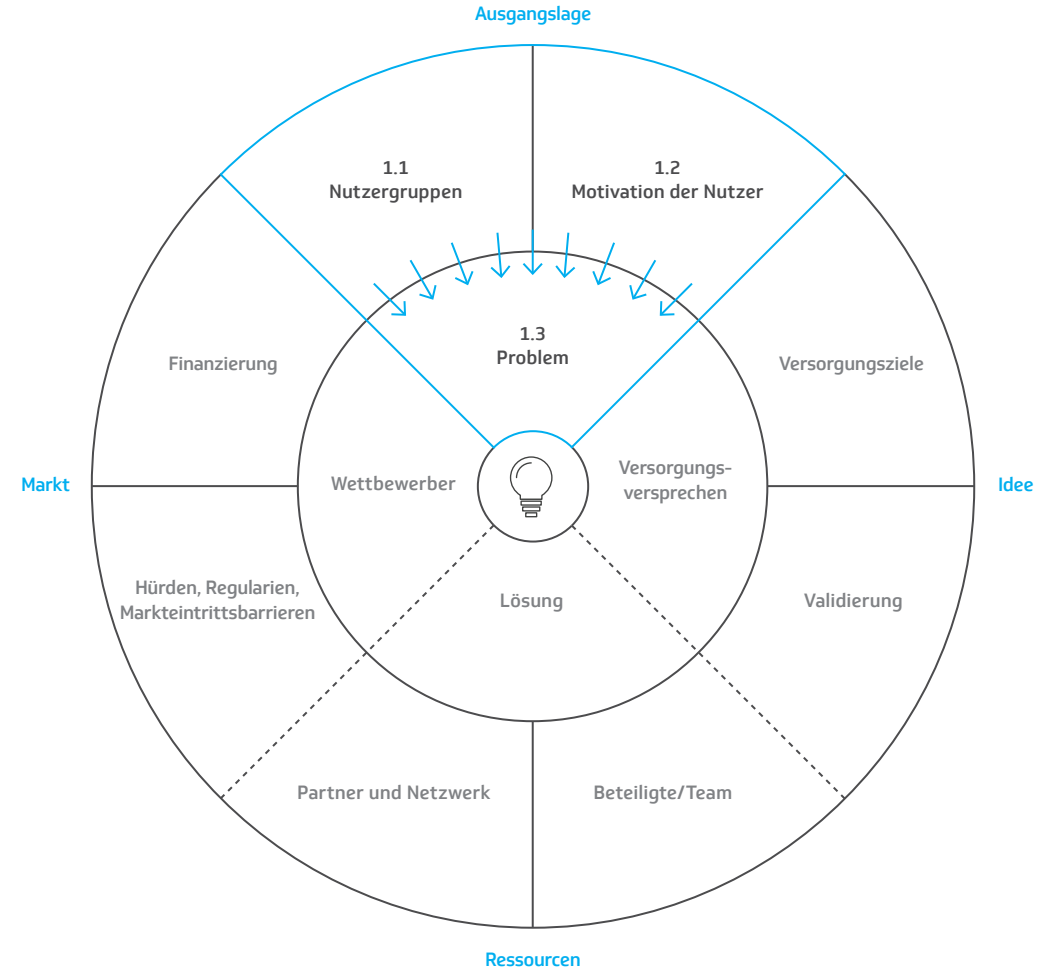 Ausgangslage
1.1
Nutzergruppen
1.2
Motivation der Nutzer
1.3
Problem
Finanzierung
Versorgungsziele
Markt
Wettbewerber
Versorgungs-
versprechen
Idee
Hürden, Regularien,
Markteintrittsbarrieren
Lösung
Validierung
Partner und Netzwerk
Beteiligte/Team
Ressourcen